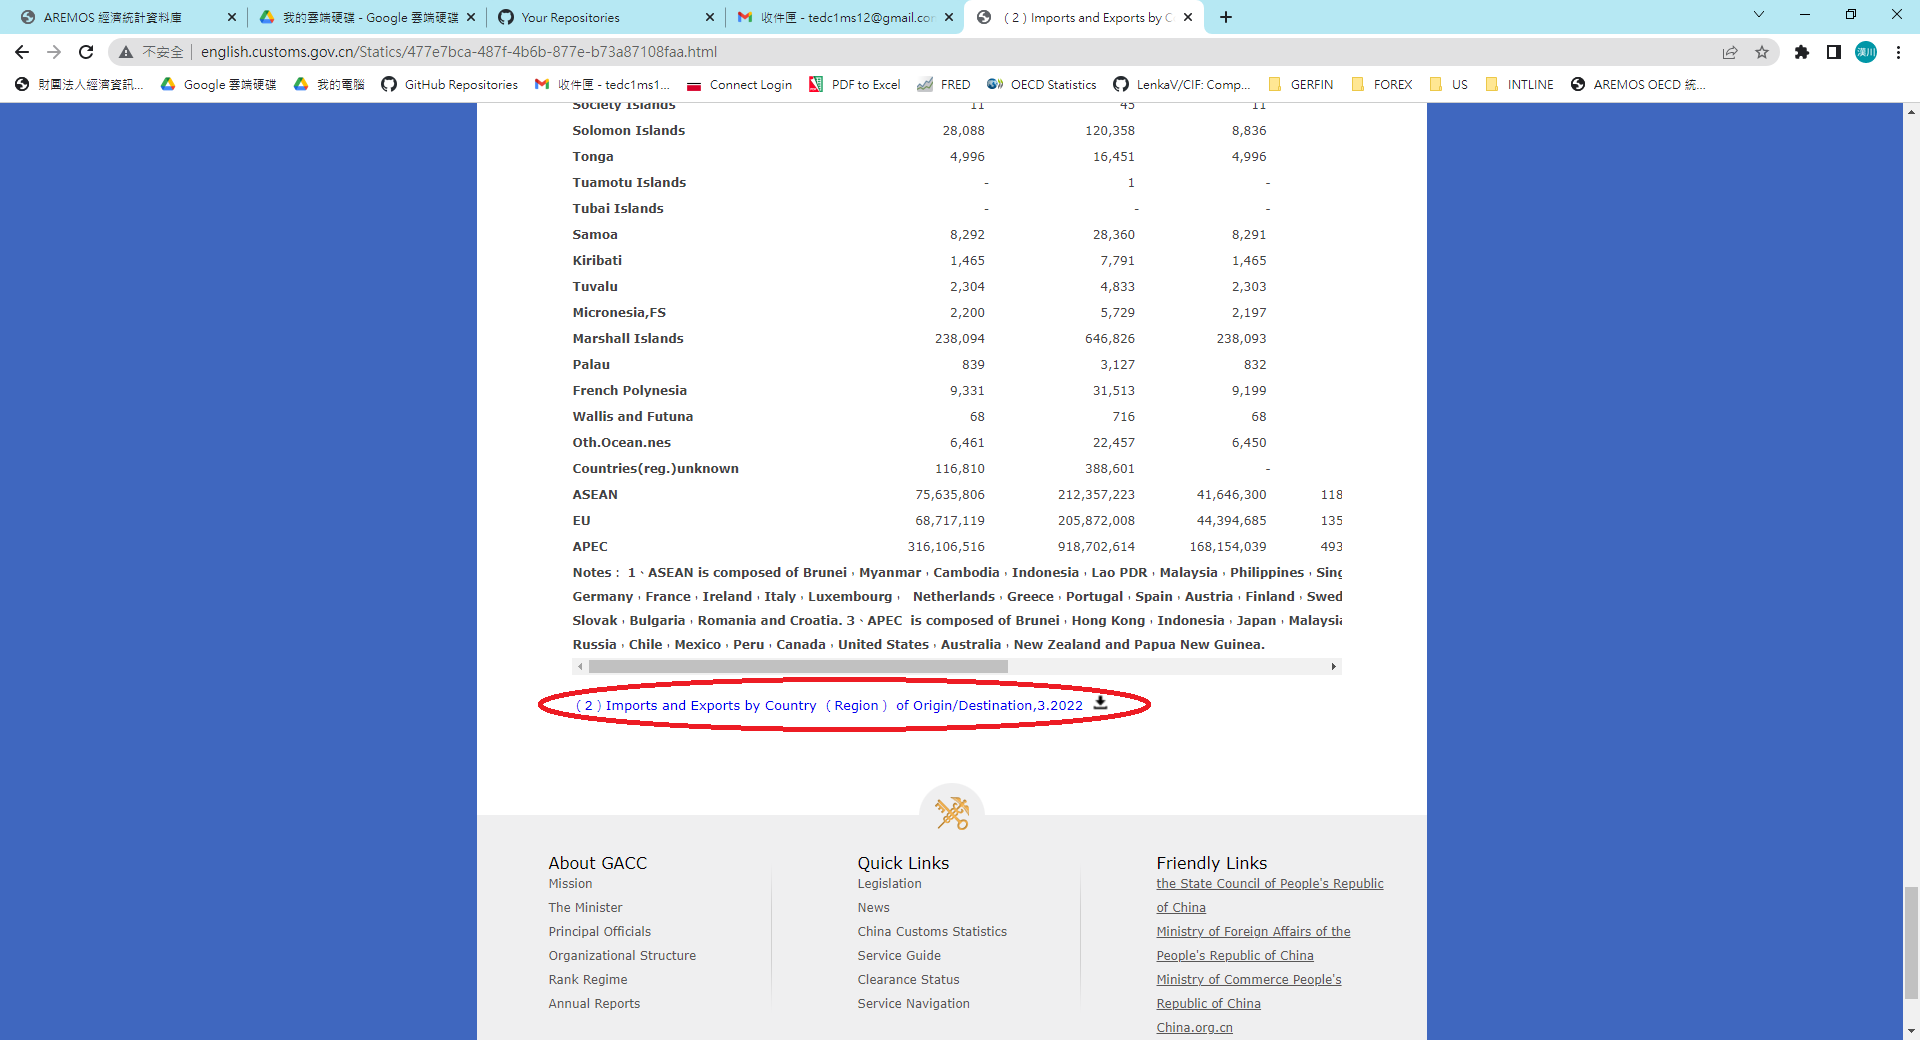 AREMOS 經濟統計資料庫
我的雲端硬碟 - Google 雲端硬碟
Your Repositories
收件匣 - tedc1ms12@gmail.cor
(2) Imports and Exports by C
不安全 | english.customs.gov.cn/Statics/477e7bca-487f-4b6b-877e-b73a87108faa.html
漢川
財團法人經濟資訊... Google 雲端硬碟 我的電腦 GitHub Repositories 收件匣 - tedc1ms1... Connect Login PDF to Excel FRED OECD Statistics LenkaV/CIF: Comp... GERFIN FOREX US INTLINE AREMOS OECD 統...
Society Islands 11 45 11
Solomon Islands 28,088 120,358 8,836
Tonga 4,996 16,451 4,996
Tuamotu Islands - 1 -
Tubai Islands - - -
Samoa 8,292 28,360 8,291
Kiribati 1,465 7,791 1,465
Tuvalu 2,304 4,833 2,303
Micronesia,FS 2,200 5,729 2,197
Marshall Islands 238,094 646,826 238,093
Palau 839 3,127 832
French Polynesia 9,331 31,513 9,199
Wallis and Futuna 68 716 68
Oth.Ocean.nes 6,461 22,457 6,450
Countries(reg.)unknown 116,810 388,601 -
ASEAN 75,635,806 212,357,223 41,646,300 118
EU 68,717,119 205,872,008 44,394,685 135
APEC 316,106,516 918,702,614 168,154,039 493
Notes： 1、ASEAN is composed of Brunei，Myanmar，Cambodia，Indonesia，Lao PDR，Malaysia，Philippines，Sing
Germany，France，Ireland，Italy，Luxembourg， Netherlands，Greece，Portugal，Spain，Austria，Finland，Swed
Slovak，Bulgaria，Romania and Croatia. 3、APEC is composed of Brunei，Hong Kong，Indonesia，Japan，Malaysia
Russia，Chile，Mexico，Peru，Canada，United States，Australia，New Zealand and Papua New Guinea.
(2) Imports and Exports by Country （Region） of Origin/Destination,3.2022
About GACC
Mission
The Minister
Principal Officials
Organizational Structure
Rank Regime
Annual Reports
Quick Links
Legislation
News
China Customs Statistics
Service Guide
Clearance Status
Service Navigation
Friendly Links
the State Council of People's Republic
of China
Ministry of Foreign Affairs of the
People's Republic of China
Ministry of Commerce People's
Republic of China
China.org.cn